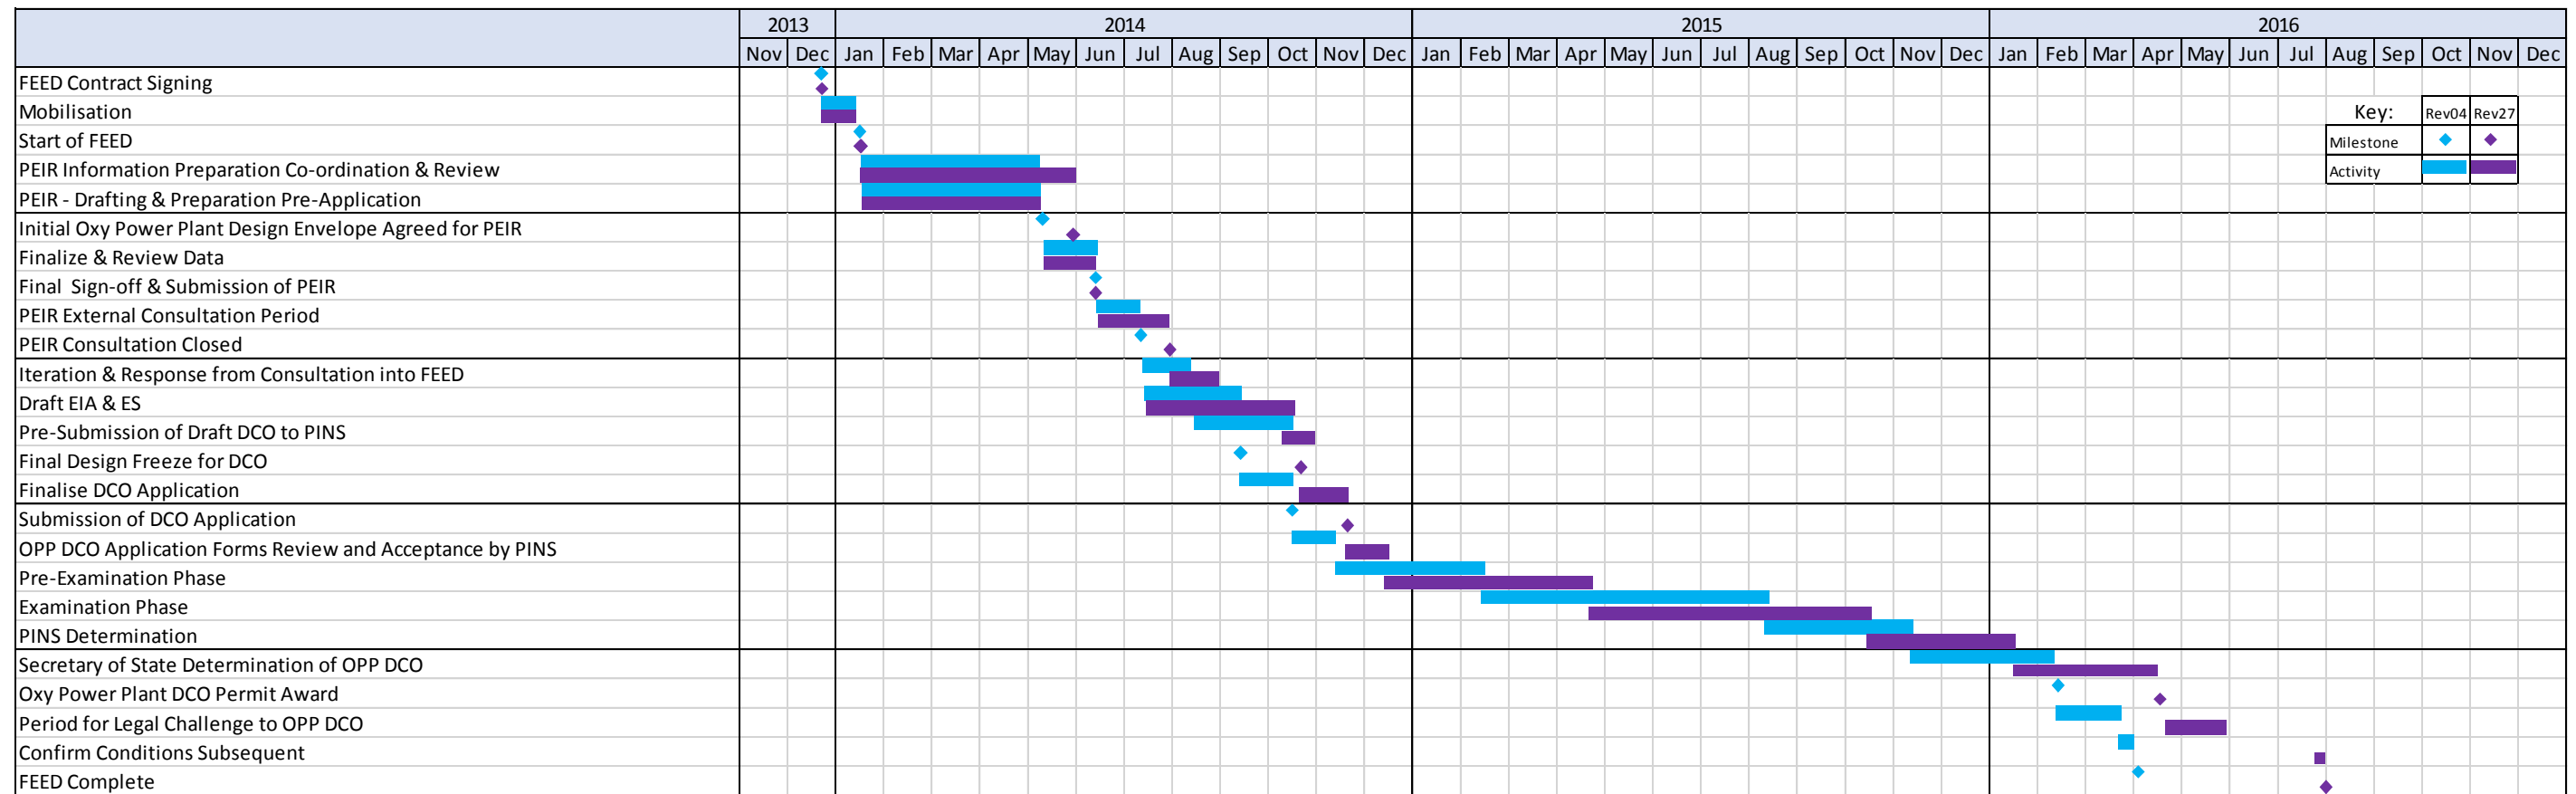 2013 2014 2015 2016
Nov Dec Jan Feb Mar Apr May Jun Jul Aug Sep Oct Nov Dec Jan Feb Mar Apr May Jun Jul Aug Sep Oct Nov Dec Jan Feb Mar Apr May Jun Jul Aug Sep Oct Nov Dec
FEED Contract Signing
Mobilisation
Key: Rev04 Rev27
Start of FEED
Milestone
PEIR Information Preparation Co-ordination & Review
Activity
PEIR - Drafting & Preparation Pre-Application
Initial Oxy Power Plant Design Envelope Agreed for PEIR
Finalize & Review Data
Final Sign-off & Submission of PEIR
PEIR External Consultation Period
PEIR Consultation Closed
Iteration & Response from Consultation into FEED
Draft EIA & ES
Pre-Submission of Draft DCO to PINS
Final Design Freeze for DCO
Finalise DCO Application
Submission of DCO Application
OPP DCO Application Forms Review and Acceptance by PINS
Pre-Examination Phase
Examination Phase
PINS Determination
Secretary of State Determination of OPP DCO
Oxy Power Plant DCO Permit Award
Period for Legal Challenge to OPP DCO
Confirm Conditions Subsequent
FEED Complete